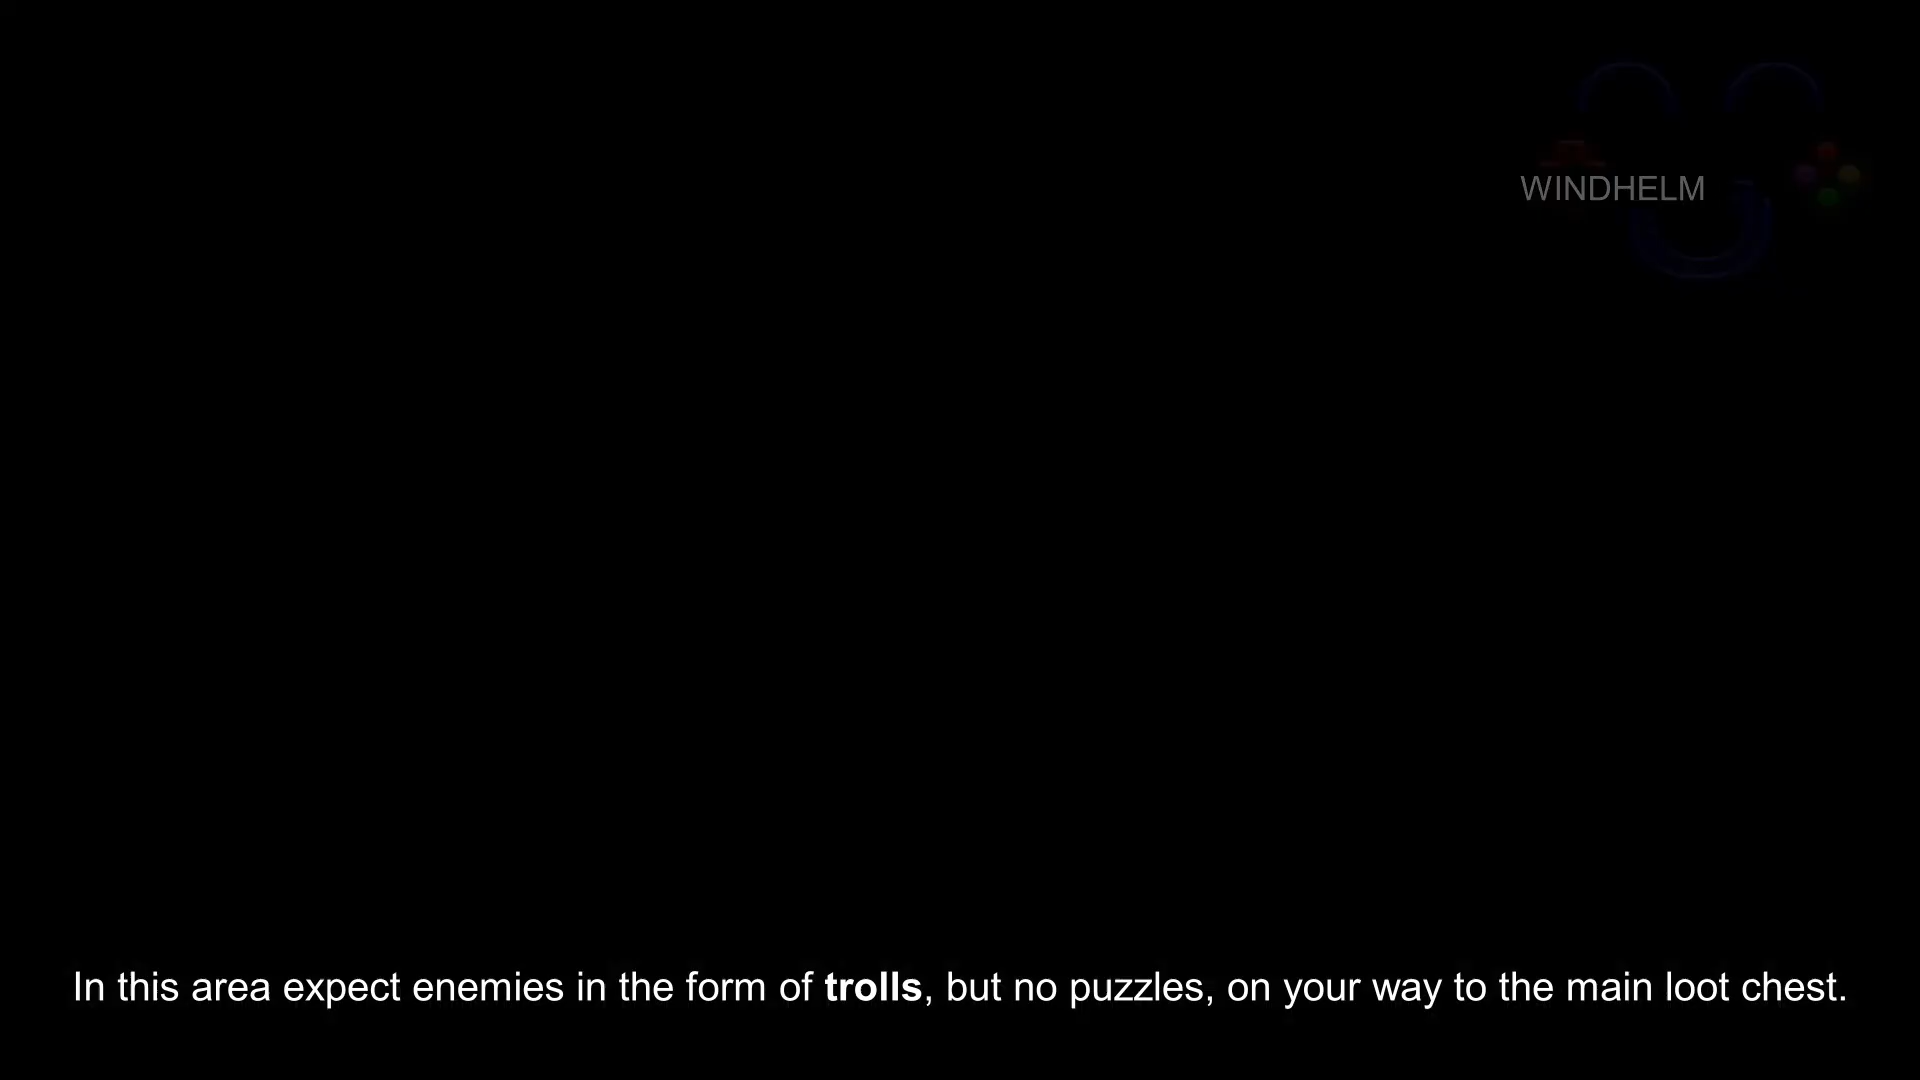 WINDHELM
In this area expect enemies in the form of trolls, but no puzzles, on your way to the main loot chest.